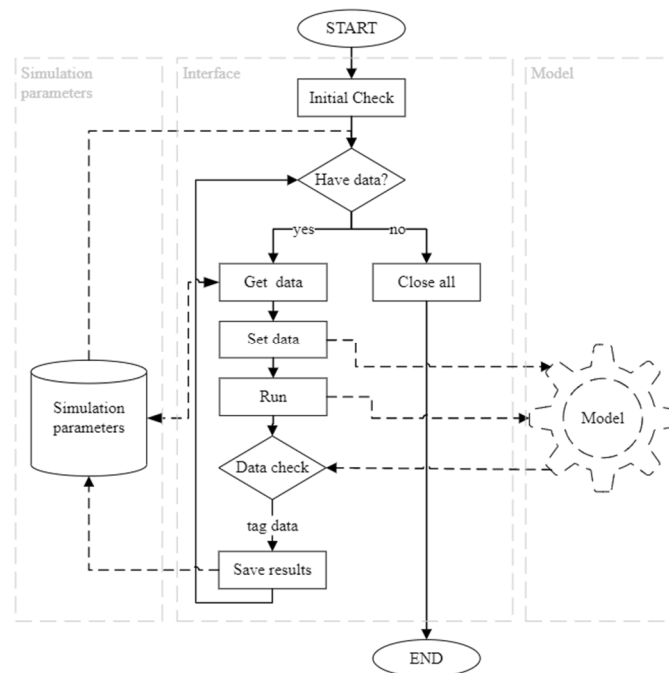 START
Simulation
parameters
Interface
Model
Initial Check
Have data?
yes
no
Get data
Close all
Set data
Run
Simulation
parameters
Model
Data check
tag data
Save results
END